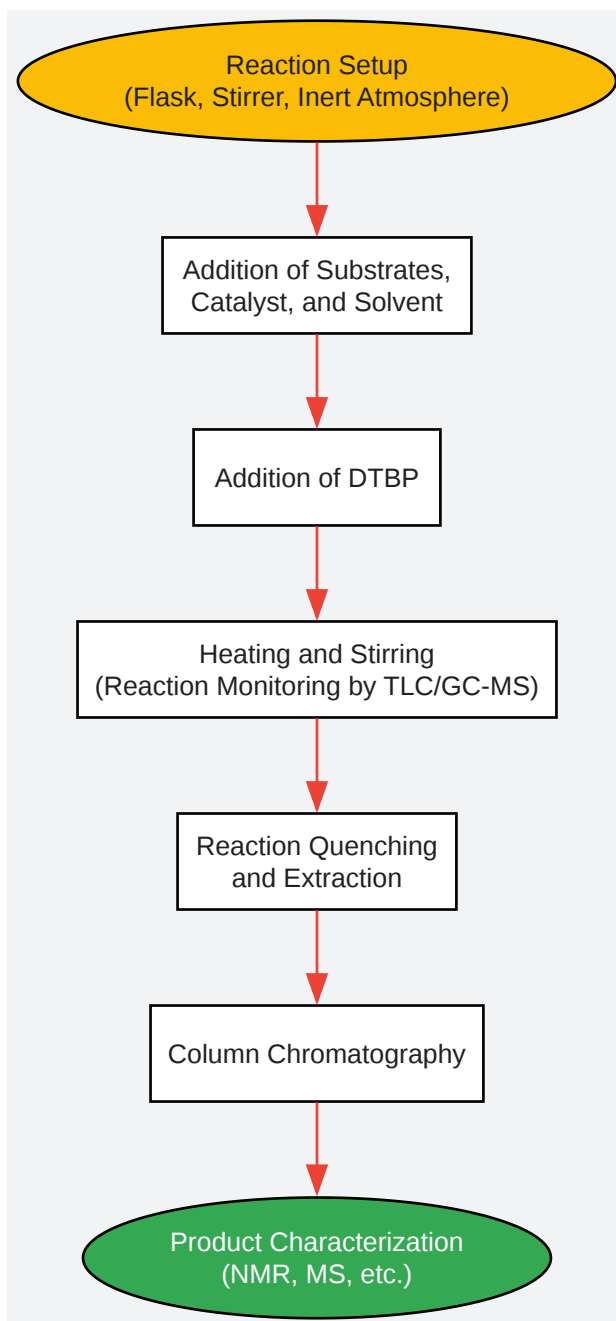 Reaction Setup
(Flask, Stirrer, Inert Atmosphere)
Addition of Substrates,
Catalyst, and Solvent
Addition of DTBP
Heating and Stirring
(Reaction Monitoring by TLC/GC-MS)
Reaction Quenching
and Extraction
Column Chromatography
Product Characterization
(NMR, MS, etc.)